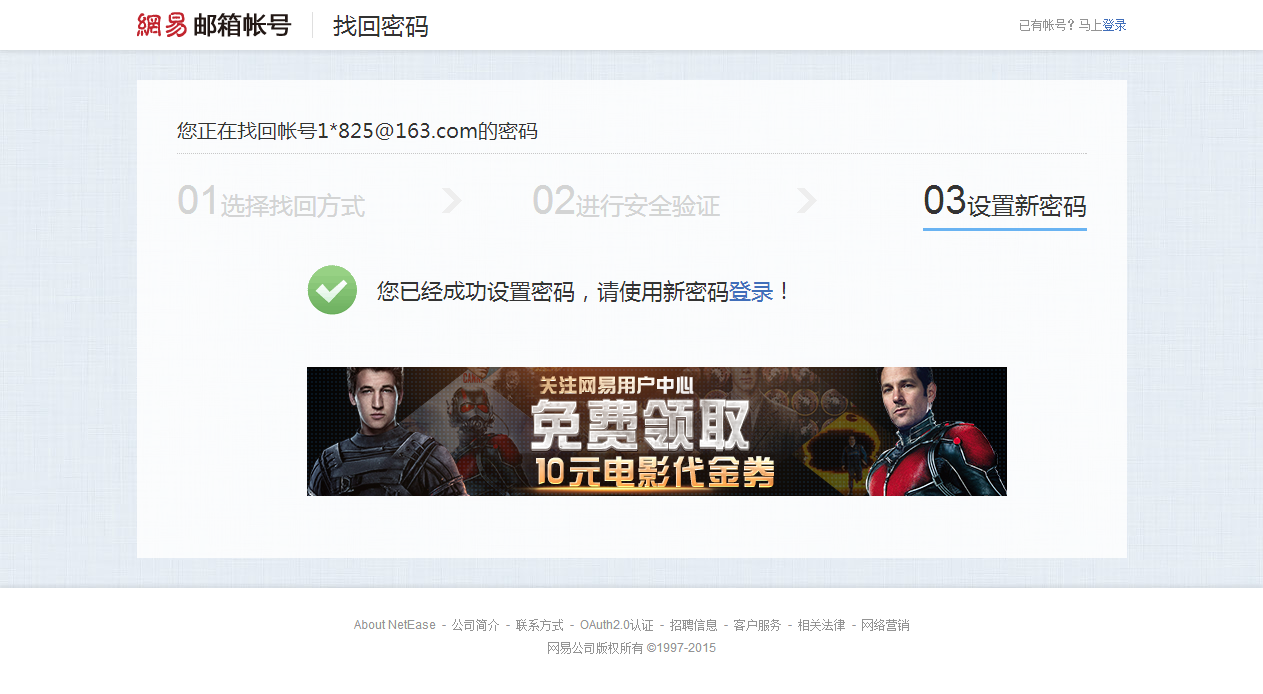 網易 邮箱帐号 找回密码 已有帐号? 马上登录
您正在找回帐号1*825@163.com的密码
01选择找回方式 02进行安全验证 03设置新密码
您已经成功设置密码，请使用新密码登录！
关注网易用户中心
免费领取
10元电影代金券
About NetEase - 公司简介 - 联系方式 - OAuth2.0认证 - 招聘信息 - 客户服务 - 相关法律 - 网络营销
网易公司版权所有 ©1997-2015